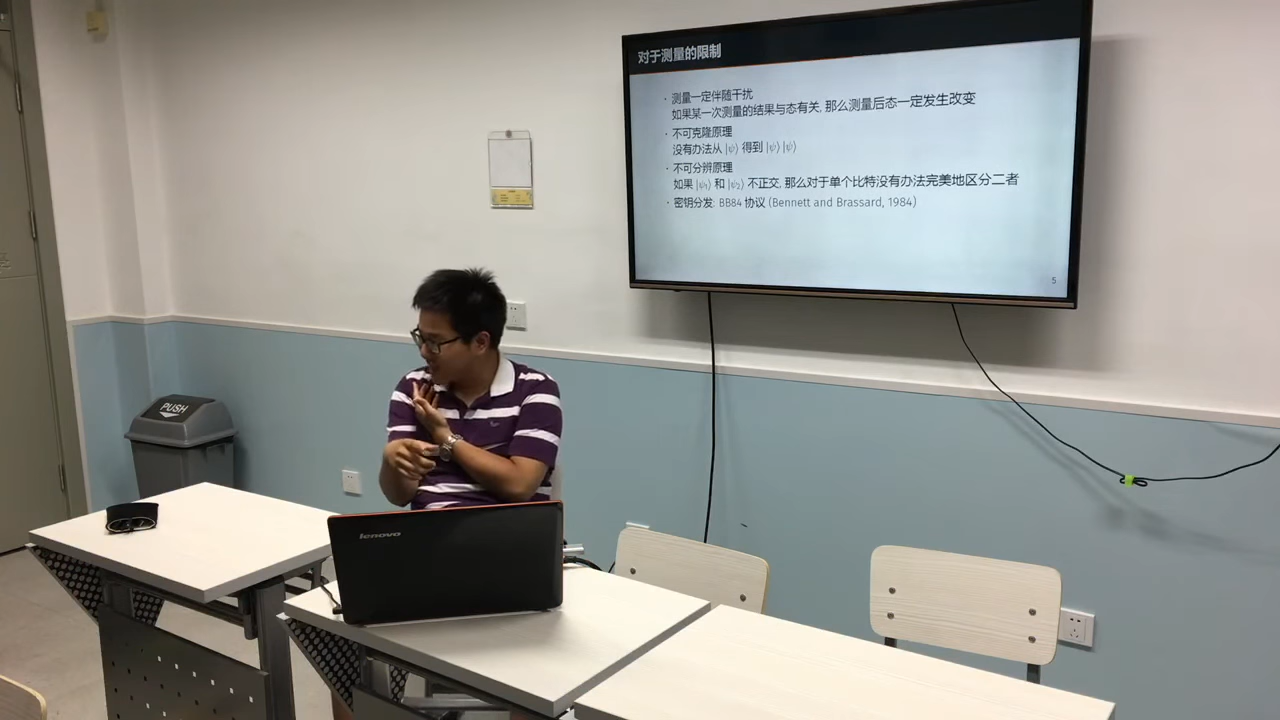 对于测量的限制
· 测量一定伴随干扰
如果某一次测量的结果与态有关, 那么测量后态一定发生改变
· 不可克隆原理
没有办法从 |ψ⟩ 得到 |ψ⟩ |ψ⟩
· 不可分辨原理
如果 |ψ₁⟩ 和 |ψ₂⟩ 不正交, 那么对于单个比特没有办法完美地区分二者
· 密钥分发: BB84 协议 (Bennett and Brassard, 1984)
5
PUSH
lenovo